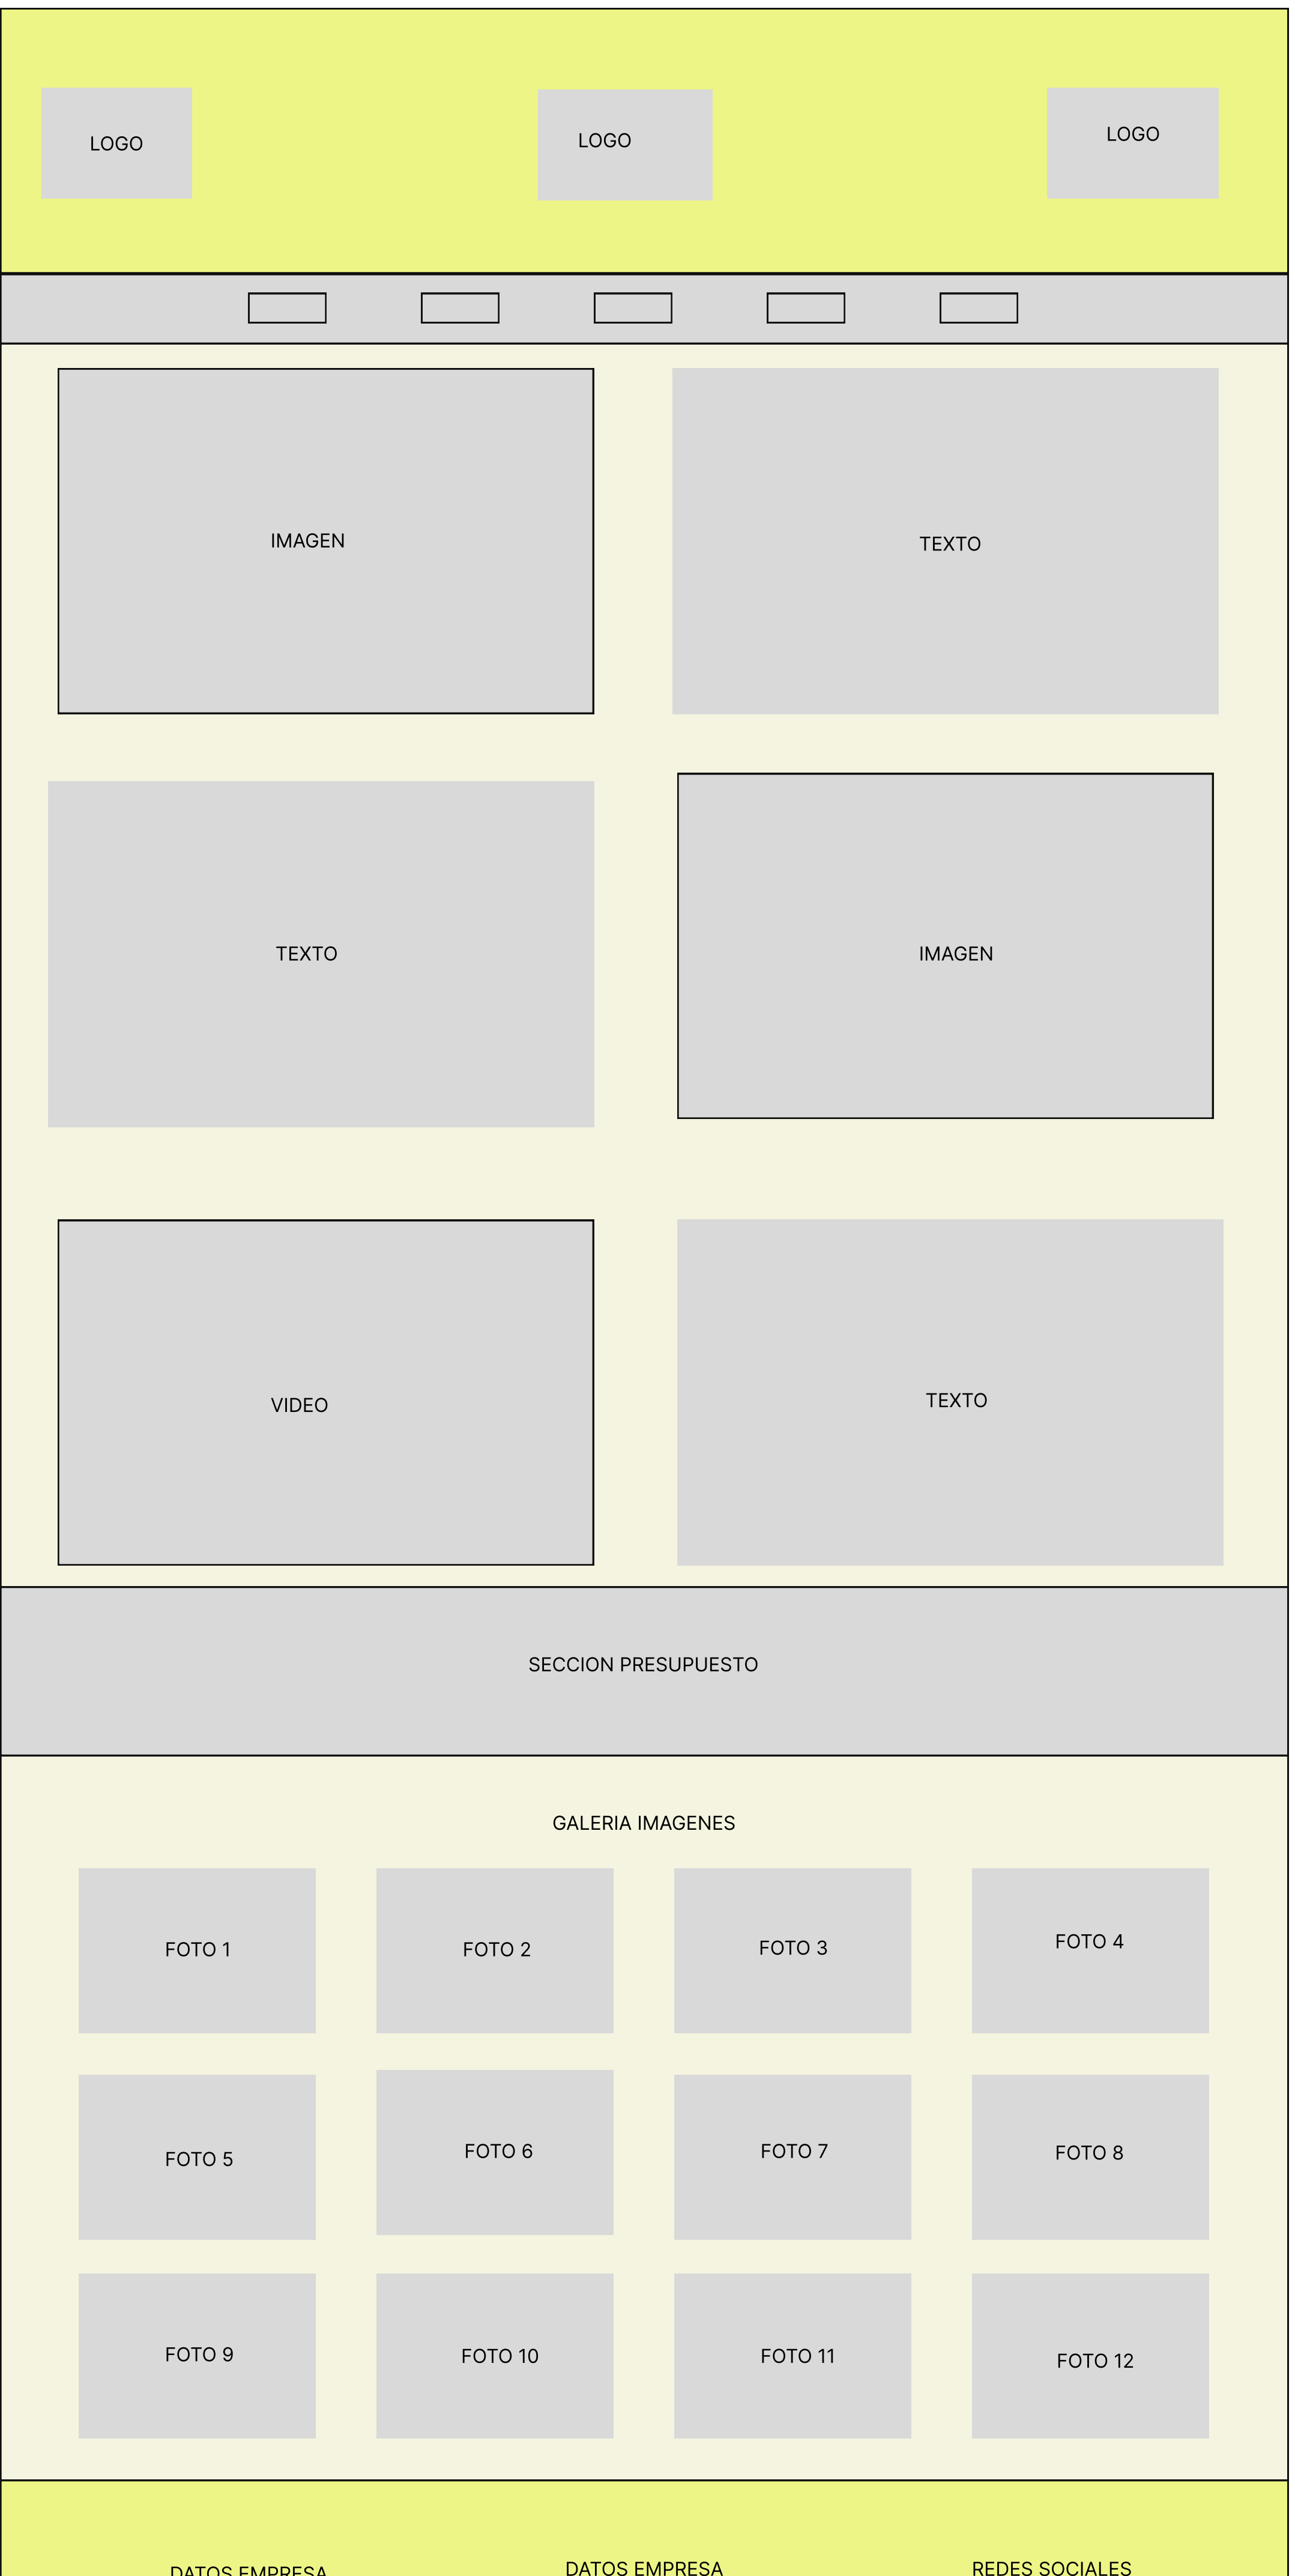 LOGO
LOGO
LOGO
IMAGEN
TEXTO
TEXTO
IMAGEN
VIDEO
TEXTO
SECCION PRESUPUESTO
GALERIA IMAGENES
FOTO 1
FOTO 2
FOTO 3
FOTO 4
FOTO 5
FOTO 6
FOTO 7
FOTO 8
FOTO 9
FOTO 10
FOTO 11
FOTO 12
DATOS EMPRESA
DATOS EMPRESA
REDES SOCIALES